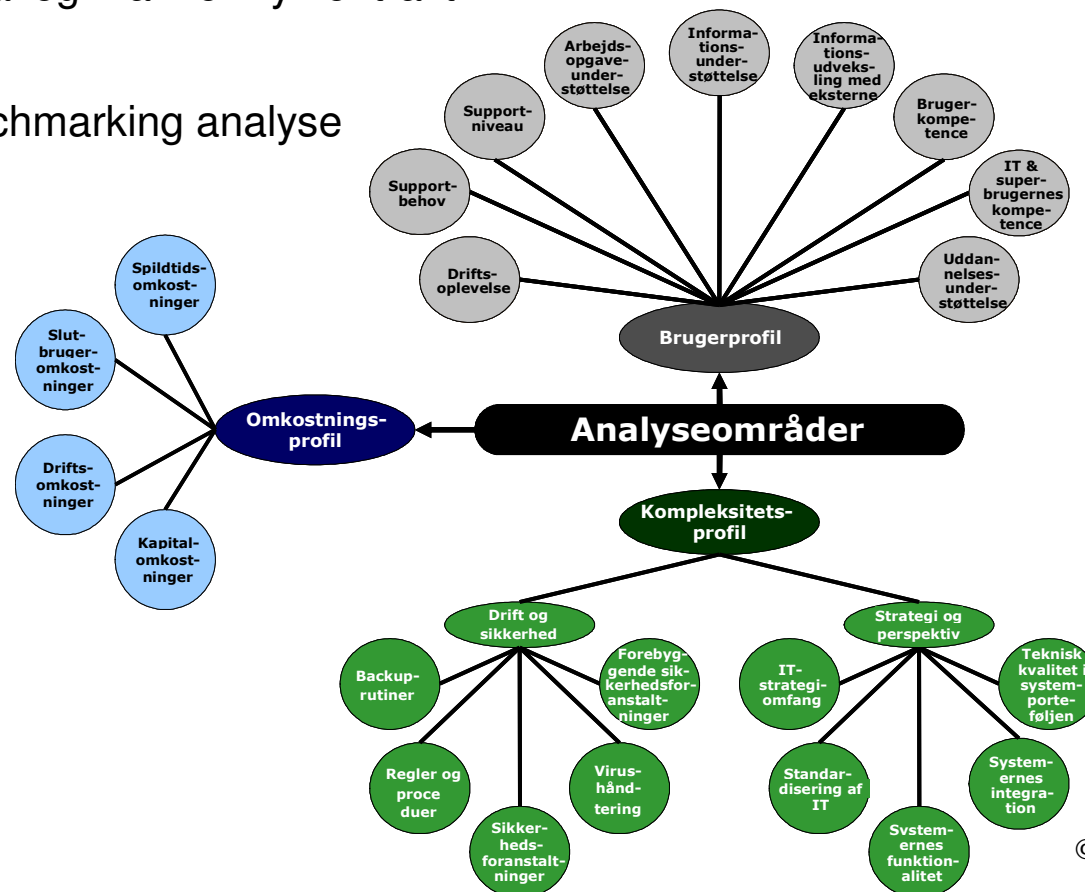 chmarking analyse
Informa-
tions-
under-
støttelse
Informa-
tions-
udveks-
ling med
eksterne
Arbejds-
opgave-
under-
støttelse
Support-
niveau
Bruger-
kompe-
tence
Support-
behov
IT &
super-
brugernes
kompe-
tence
Drifts-
oplevelse
Uddan-
nelses-
under-
støttelse
Brugerprofil
Spildtids-
omkost-
ninger
Slut-
bruger-
omkost-
ninger
Drifts-
omkost-
ninger
Kapital-
omkost-
ninger
Omkostnings-
profil
Analyseområder
Kompleksitets-
profil
Drift og
sikkerhed
Strategi og
perspektiv
Backup-
rutiner
Forebyg-
gende sik-
kerhedsfor-
anstalt-
ninger
Regler og
proce
duer
Virus-
hånd-
tering
Sikker-
heds-
foranstalt-
ninger
IT-
strategi-
omfang
Teknisk
kvalitet i
system-
porte-
føljen
Standar-
disering af
IT
System-
ernes
integra-
tion
System-
ernes
funktion-
alitet
©